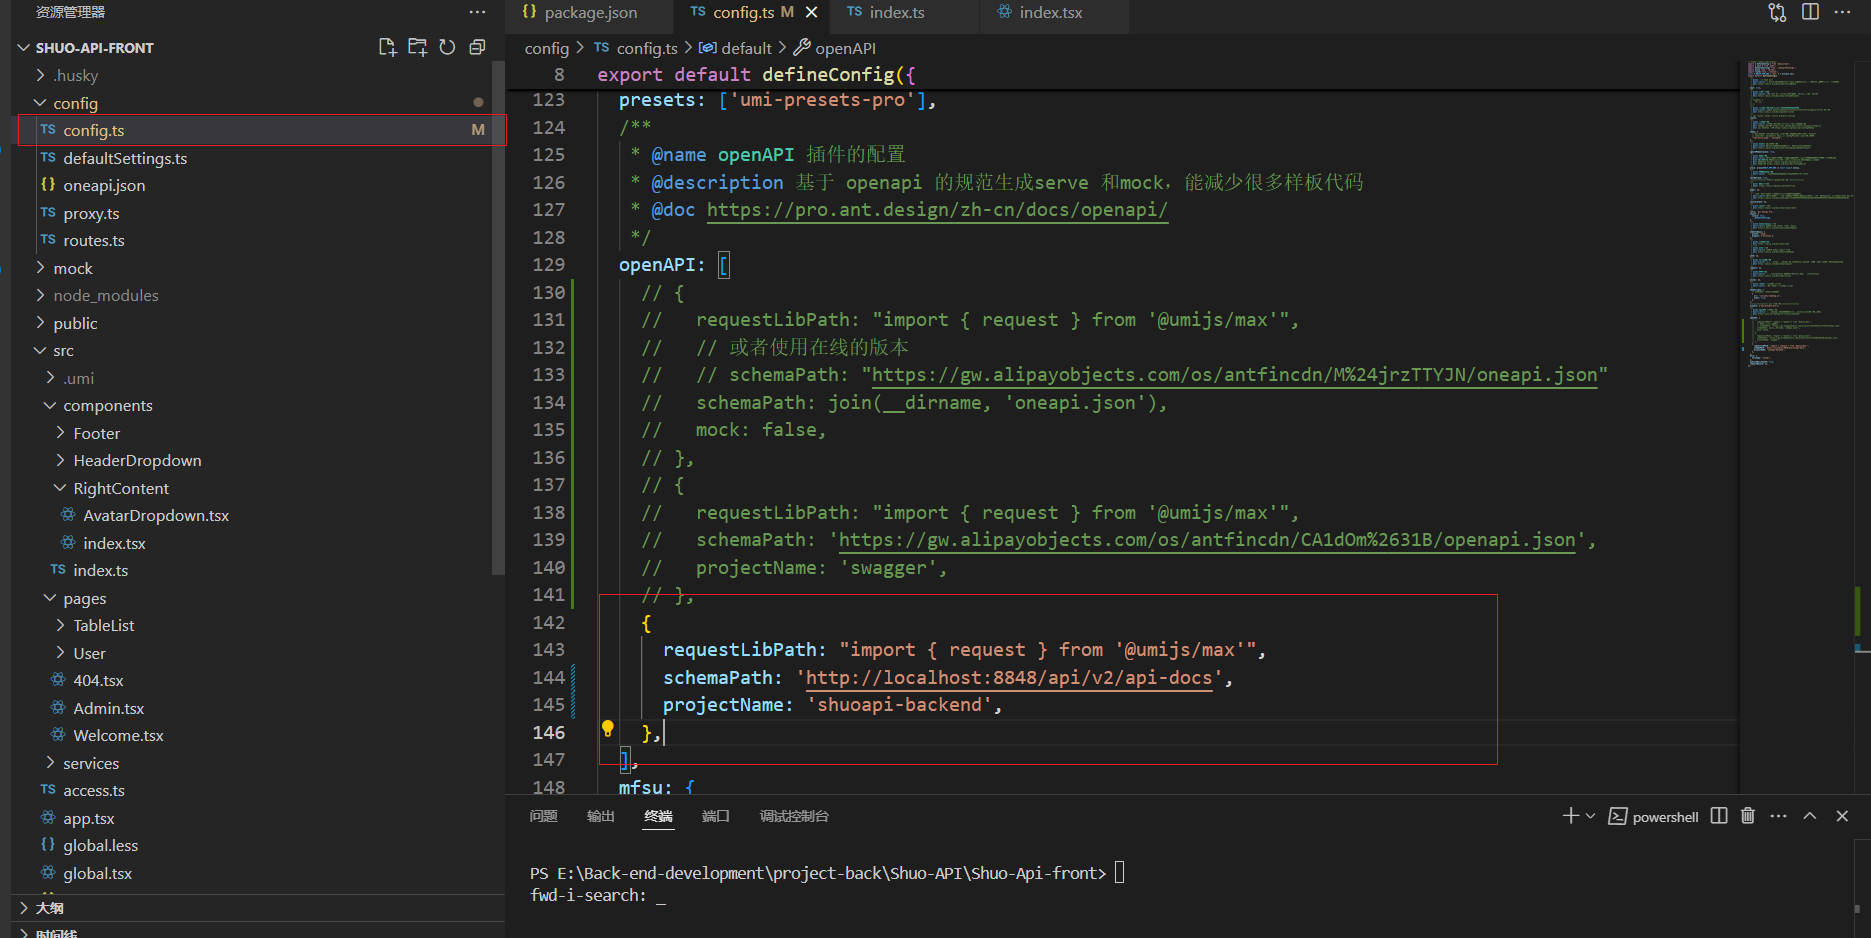 资源管理器
SHUO-API-FRONT
.husky
config
TS config.ts M
TS defaultSettings.ts
{} oneapi.json
TS proxy.ts
TS routes.ts
mock
node_modules
public
src
.umi
components
Footer
HeaderDropdown
RightContent
AvatarDropdown.tsx
index.tsx
TS index.ts
pages
TableList
User
404.tsx
Admin.tsx
Welcome.tsx
services
TS access.ts
app.tsx
{} global.less
global.tsx
大纲
时间线
{} package.json
TS config.ts M
TS index.ts
index.tsx
config > TS config.ts > default > openAPI
8 export default defineConfig({
123 presets: ['umi-presets-pro'],
124 /**
125 * @name openAPI 插件的配置
126 * @description 基于 openapi 的规范生成serve 和mock，能减少很多样板代码
127 * @doc https://pro.ant.design/zh-cn/docs/openapi/
128 */
129 openAPI: [
130 // {
131 //   requestLibPath: "import { request } from '@umijs/max'",
132 //   // 或者使用在线的版本
133 //   // schemaPath: "https://gw.alipayobjects.com/os/antfincdn/M%24jrzTTYJN/oneapi.json"
134 //   schemaPath: join(__dirname, 'oneapi.json'),
135 //   mock: false,
136 // },
137 // {
138 //   requestLibPath: "import { request } from '@umijs/max'",
139 //   schemaPath: 'https://gw.alipayobjects.com/os/antfincdn/CA1dOm%2631B/openapi.json',
140 //   projectName: 'swagger',
141 // },
142 {
143 requestLibPath: "import { request } from '@umijs/max'",
144 schemaPath: 'http://localhost:8848/api/v2/api-docs',
145 projectName: 'shuoapi-backend',
146 },
147 ],
148 mfsu: {
问题 输出 终端 端口 调试控制台
powershell
PS E:\Back-end-development\project-back\Shuo-API\Shuo-Api-front>
fwd-i-search: _